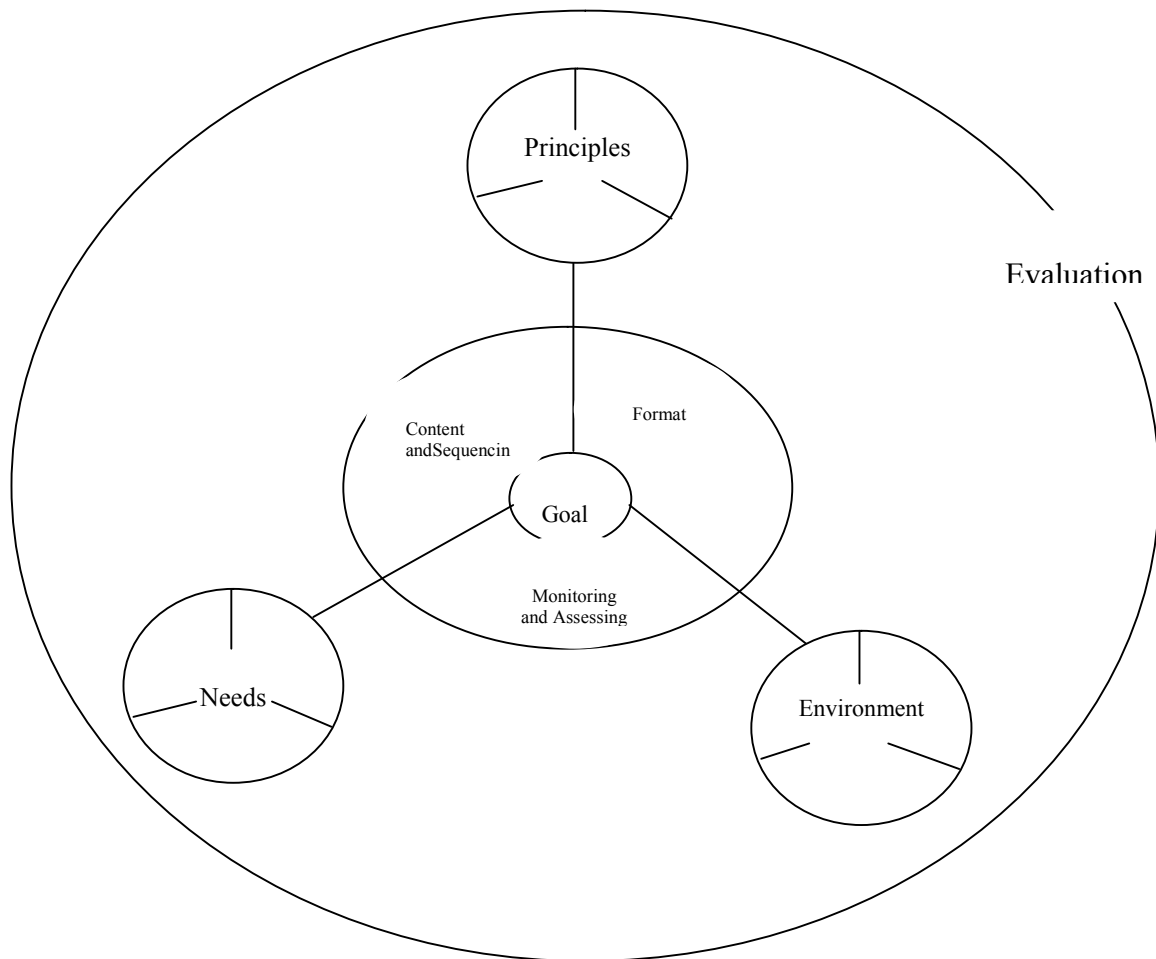 Principles
Evaluation
Format
Content
andSequencin
Goal
Monitoring
and Assessing
Needs
Environment